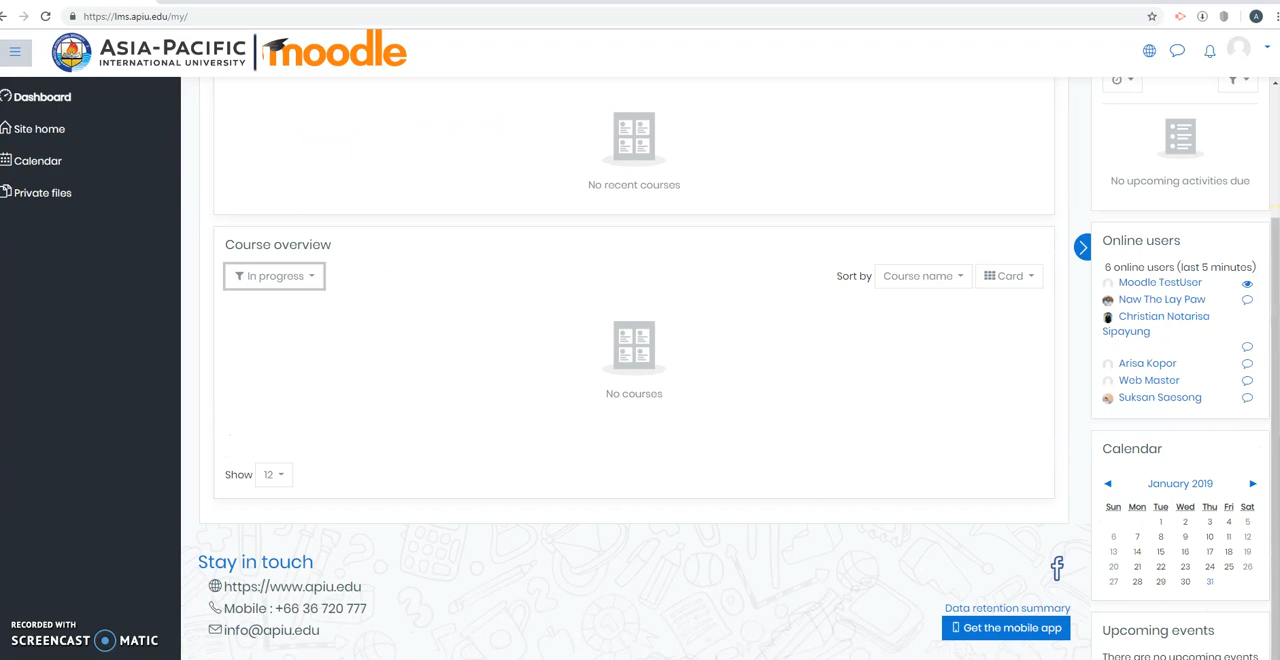 https://lms.apiu.edu/my/
A
ASIA-PACIFIC
INTERNATIONAL UNIVERSITY
moodle
Dashboard
Site home
Calendar
Private files
No recent courses
Course overview
In progress
Sort by Course name Card
No courses
Show 12
No upcoming activities due
Online users
6 online users (last 5 minutes)
Moodle TestUser
Naw The Lay Paw
Christian Notarisa
Sipayung
Arisa Kopor
Web Master
Suksan Saesong
Calendar
◄ January 2019 ►
Sun Mon Tue Wed Thu Fri Sat
1 2 3 4 5
6 7 8 9 10 11 12
13 14 15 16 17 18 19
20 21 22 23 24 25 26
27 28 29 30 31
Upcoming events
There are no upcoming events
Stay in touch
https://www.apiu.edu
Mobile : +66 36 720 777
info@apiu.edu
Data retention summary
Get the mobile app
RECORDED WITH
SCREENCAST MATIC